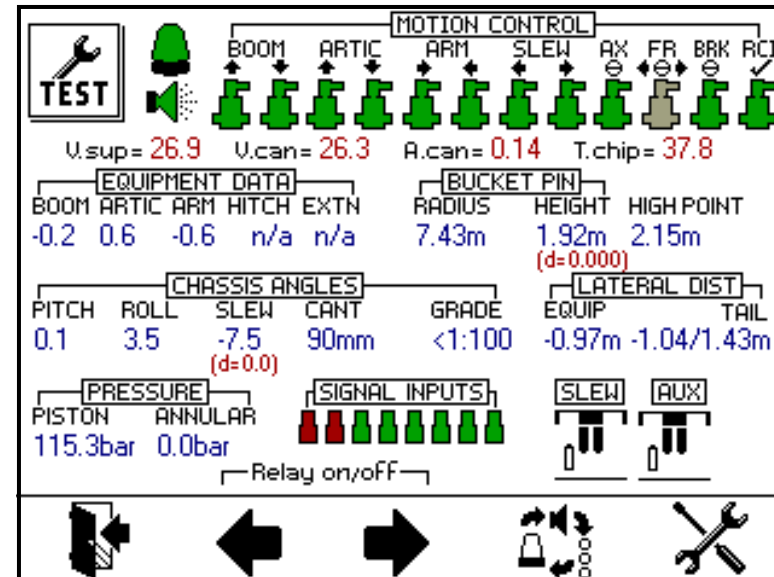 MOTION CONTROL
BOOM ARTIC ARM SLEW AX FR BRK RCI
TEST
V.sup= 26.9 V.can= 26.3 A.can= 0.14 T.chip= 37.8
EQUIPMENT DATA BUCKET PIN
BOOM ARTIC ARM HITCH EXTN RADIUS HEIGHT HIGH POINT
-0.2 0.6 -0.6 n/a n/a 7.43m 1.92m 2.15m
(d=0.000)
CHASSIS ANGLES LATERAL DIST
PITCH ROLL SLEW CANT GRADE EQUIP TAIL
0.1 3.5 -7.5 90mm <1:100 -0.97m -1.04/1.43m
(d=0.0)
PRESSURE SIGNAL INPUTS SLEW AUX
PISTON ANNULAR
115.3bar 0.0bar
Relay on/off